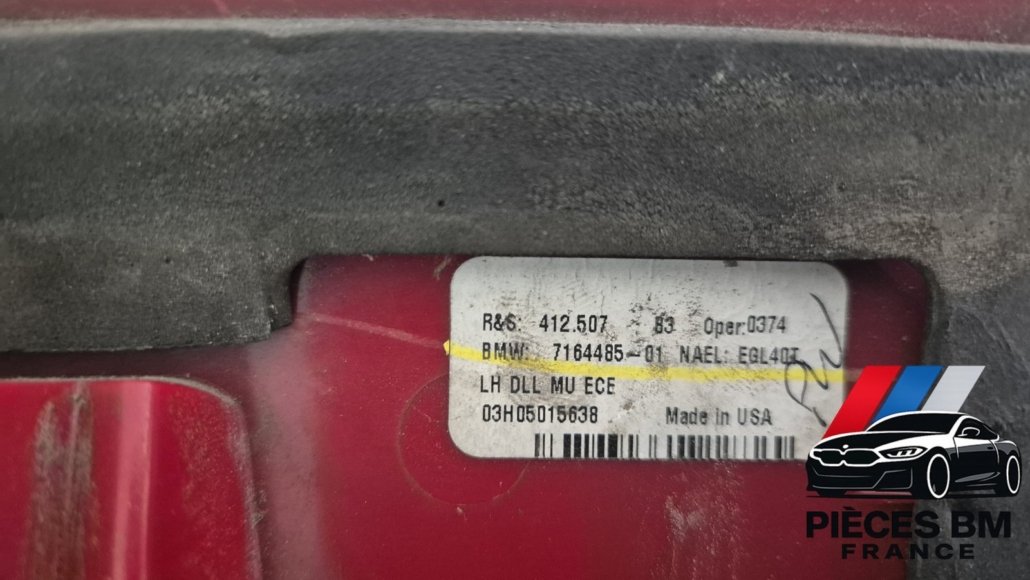 R&S: 412.507 83 Oper:0374
BMW: 7164485-01 NAEL: EGL40T
LH DLL MU ECE
03H05015638 Made in USA
PIÈCES BM
FRANCE